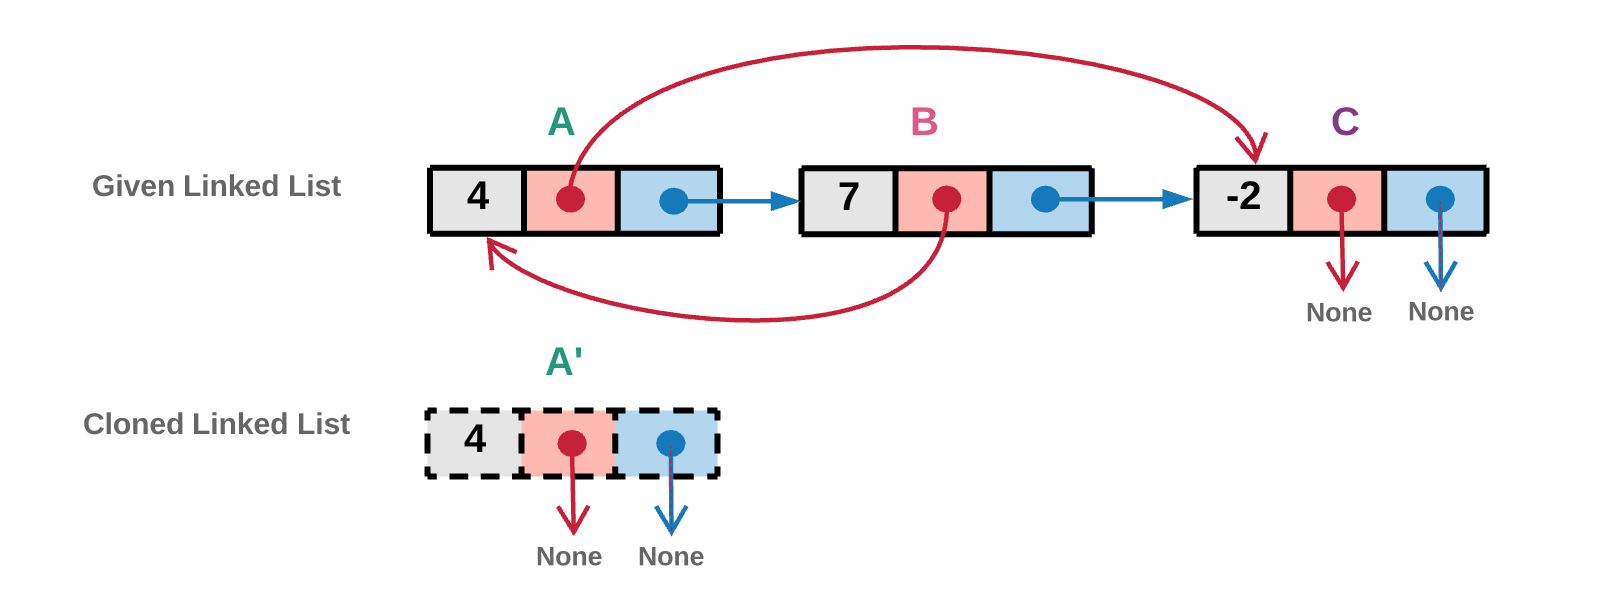 A B C
Given Linked List 4 7 -2
None None
A'
Cloned Linked List 4
None None